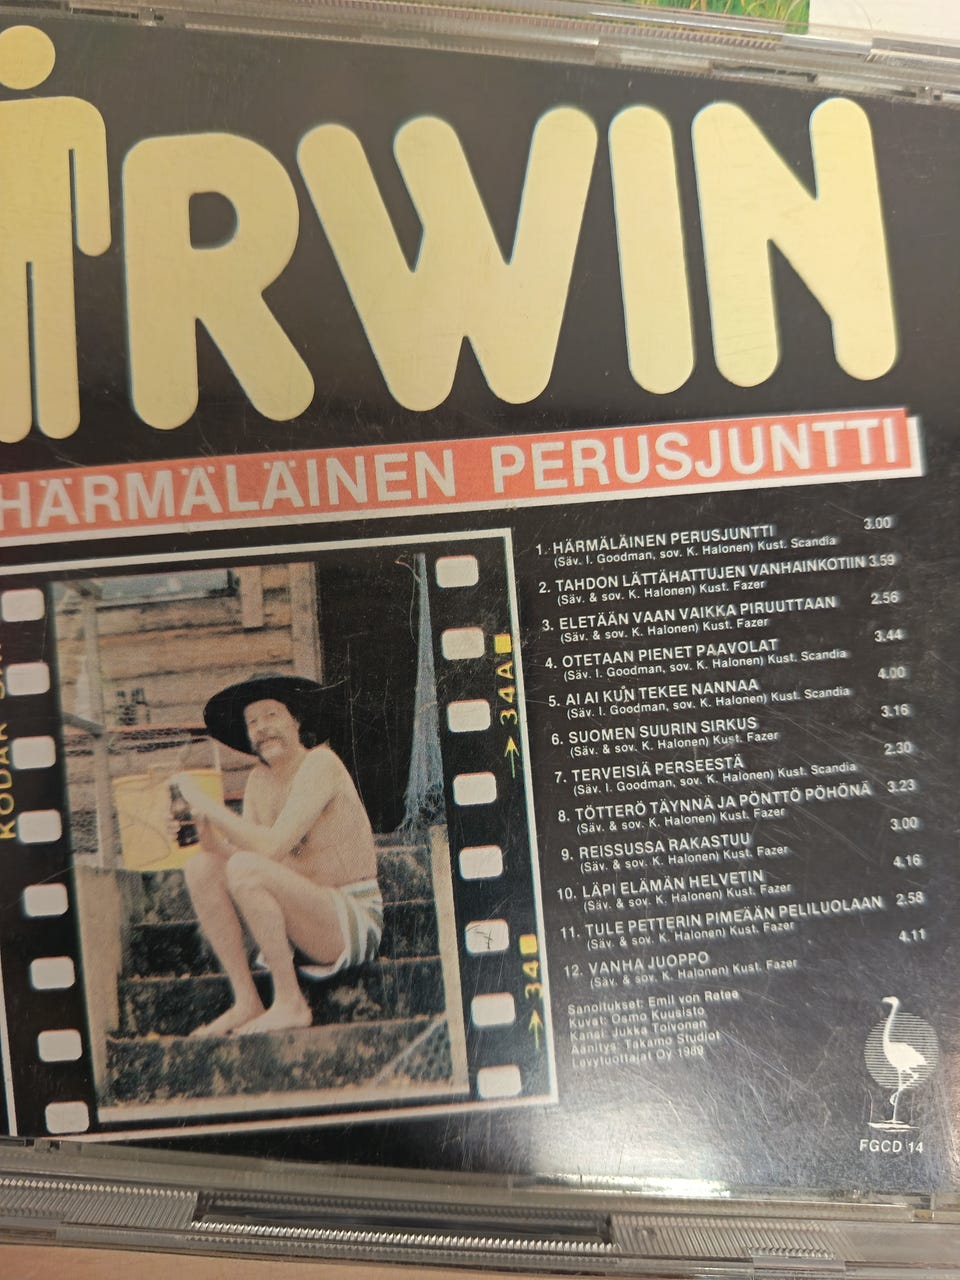 IRWIN
HÄRMÄLÄINEN PERUSJUNTTI
1. HÄRMÄLÄINEN PERUSJUNTTI 3.00
(Säv. I. Goodman, sov. K. Halonen) Kust. Scandia
2. TAHDON LÄTTÄHATTUJEN VANHAINKOTIIN 3.59
(Säv. & sov. K. Halonen) Kust. Fazer
3. ELETÄÄN VAAN VAIKKA PIRUUTTAAN 2.56
(Säv. & sov. K. Halonen) Kust. Fazer
4. OTETAAN PIENET PAAVOLAT 3.44
(Säv. I. Goodman, sov. K. Halonen) Kust. Scandia
5. AI AI KUN TEKEE NANNAA 4.00
(Säv. I. Goodman, sov. K. Halonen) Kust. Scandia
6. SUOMEN SUURIN SIRKUS 3.16
(Säv. & sov. K. Halonen) Kust. Fazer
7. TERVEISIÄ PERSEESTÄ 2.30
(Säv. I. Goodman, sov. K. Halonen) Kust. Scandia
8. TÖTTERÖ TÄYNNÄ JA PÖNTTÖ PÖHÖNÄ 3.23
(Säv. & sov. K. Halonen) Kust. Fazer
9. REISSUSSA RAKASTUU 3.00
(Säv. & sov. K. Halonen) Kust. Fazer
10. LÄPI ELÄMÄN HELVETIN 4.16
(Säv. & sov. K. Halonen) Kust. Fazer
11. TULE PETTERIN PIMEÄÄN PELILUOLAAN 2.58
(Säv. & sov. K. Halonen) Kust. Fazer
12. VANHA JUOPPO 4.11
(Säv. & sov. K. Halonen) Kust. Fazer
Sanoitukset: Emil von Retee
Kuvat: Osmo Kuusisto
Kansi: Jukka Toivonen
Äänitys: Takamo Studiot
Levytuottajat OY 1989
KODAK
34A
34
FGCD 14